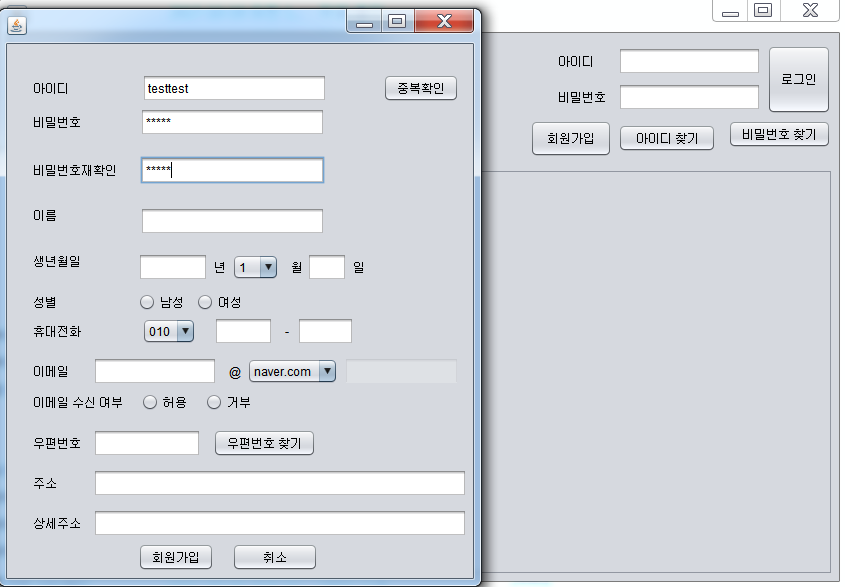 아이디 testtest 중복확인
비밀번호 *****
비밀번호재확인 *****
이름
생년월일 년 1 월 일
성별 남성 여성
휴대전화 010 -
이메일 @ naver.com
이메일 수신 여부 허용 거부
우편번호 우편번호 찾기
주소
상세주소
회원가입 취소
아이디
비밀번호
로그인
회원가입 아이디 찾기 비밀번호 찾기